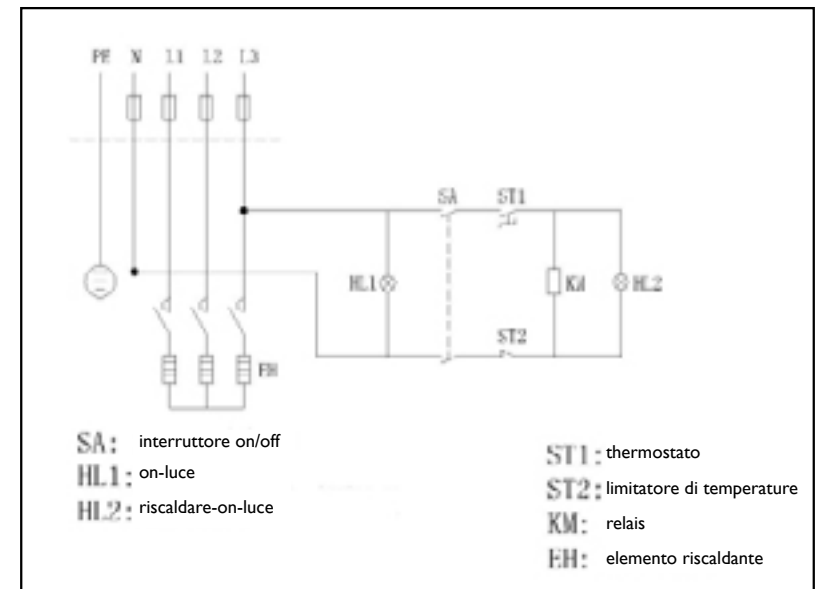 PE N L1 L2 L3
SA ST1
HL1 KM HL2
ST2
EH
SA: interruttore on/off
HL1: on-luce
HL2: riscaldare-on-luce
ST1: thermostato
ST2: limitatore di temperature
KM: relais
EH: elemento riscaldante